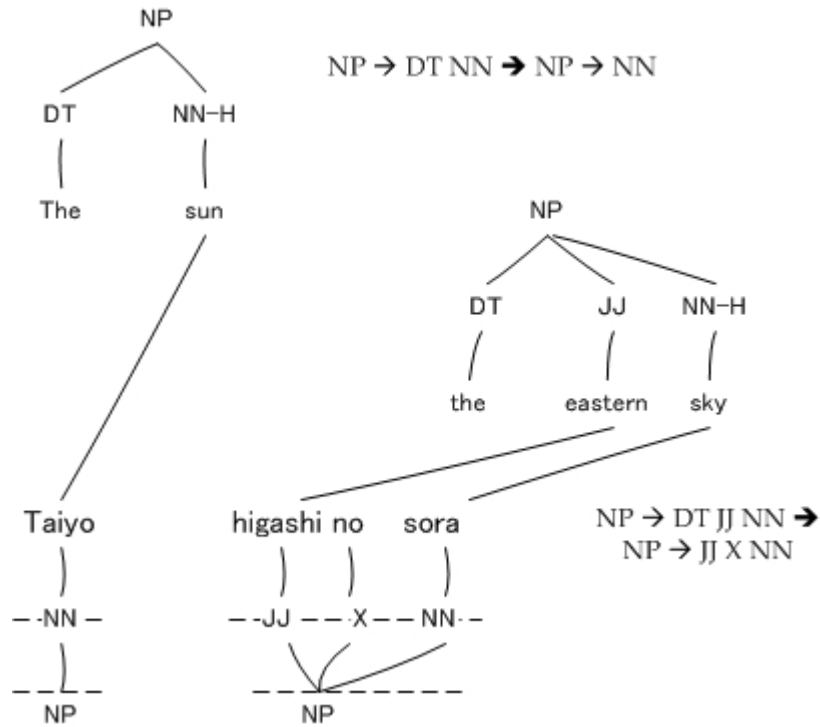 NP
NP → DT NN ➔ NP → NN
DT NN-H
The sun
NP
DT JJ NN-H
the eastern sky
Taiyo higashi no sora
NP → DT JJ NN ➔
NP → JJ X NN
NN JJ X NN
NP NP